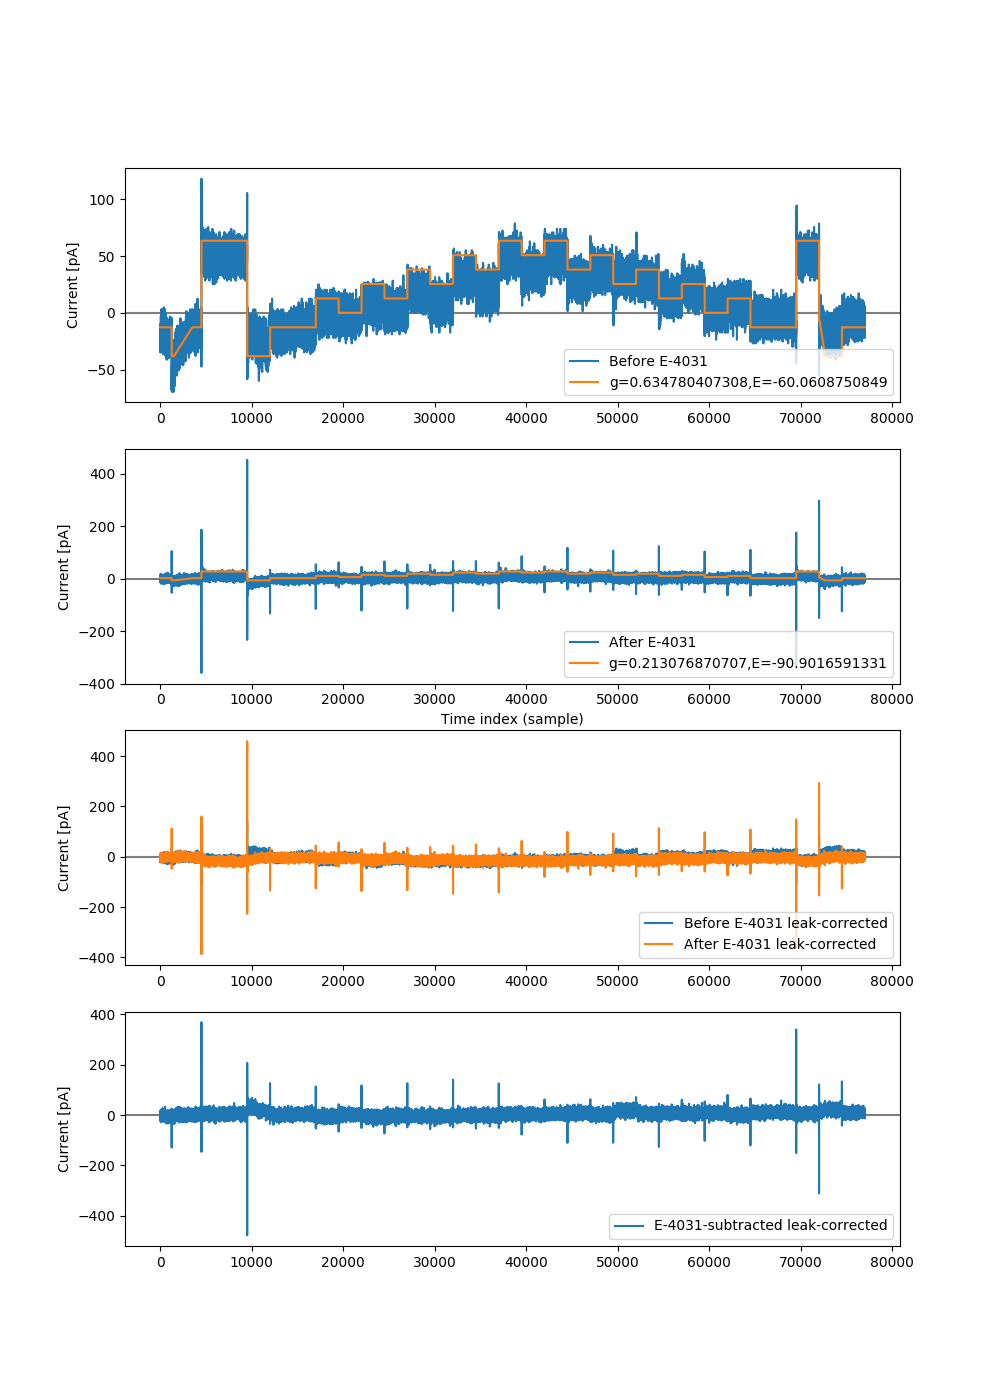 100
50
0
−50
Current [pA]
Before E-4031
g=0.634780407308,E=-60.0608750849
0 10000 20000 30000 40000 50000 60000 70000 80000
400
200
0
−200
−400
Current [pA]
After E-4031
g=0.213076870707,E=-90.9016591331
0 10000 20000 30000 40000 50000 60000 70000 80000
Time index (sample)
400
200
0
−200
−400
Current [pA]
Before E-4031 leak-corrected
After E-4031 leak-corrected
0 10000 20000 30000 40000 50000 60000 70000 80000
400
200
0
−200
−400
Current [pA]
E-4031-subtracted leak-corrected
0 10000 20000 30000 40000 50000 60000 70000 80000